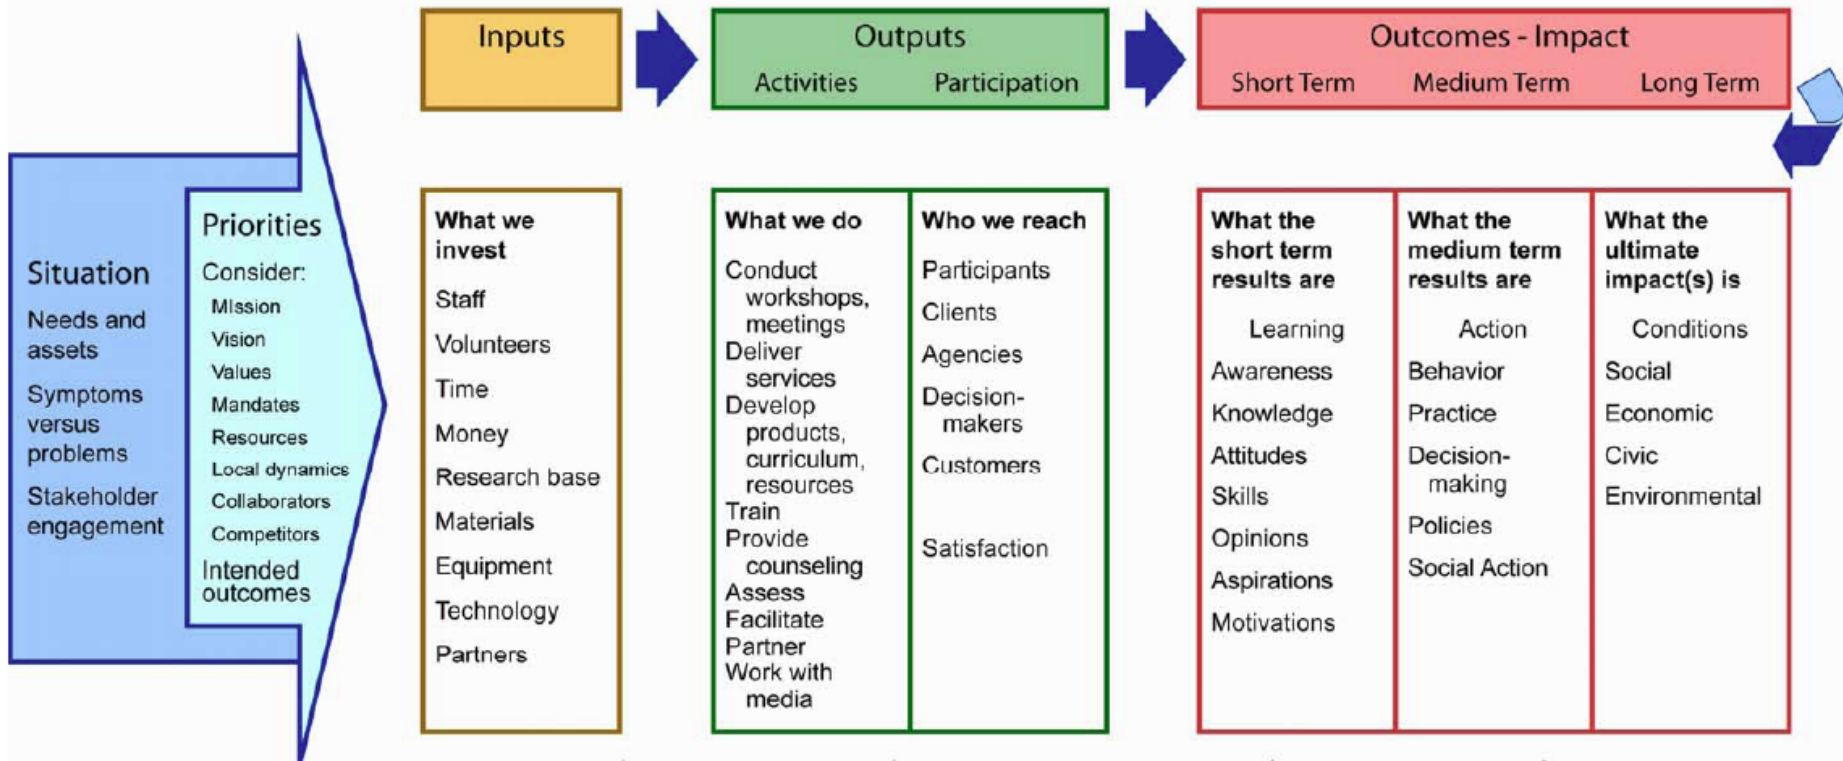 Inputs
Outputs
Activities
Participation
Outcomes - Impact
Short Term
Medium Term
Long Term
Situation
Needs and
assets
Symptoms
versus
problems
Stakeholder
engagement
Priorities
Consider:
MIssion
Vision
Values
Mandates
Resources
Local dynamics
Collaborators
Competitors
Intended
outcomes
What we
invest
Staff
Volunteers
Time
Money
Research base
Materials
Equipment
Technology
Partners
What we do
Conduct
workshops,
meetings
Deliver
services
Develop
products,
curriculum,
resources
Train
Provide
counseling
Assess
Facilitate
Partner
Work with
media
Who we reach
Participants
Clients
Agencies
Decision-
makers
Customers
Satisfaction
What the
short term
results are
Learning
Awareness
Knowledge
Attitudes
Skills
Opinions
Aspirations
Motivations
What the
medium term
results are
Action
Behavior
Practice
Decision-
making
Policies
Social Action
What the
ultimate
impact(s) is
Conditions
Social
Economic
Civic
Environmental